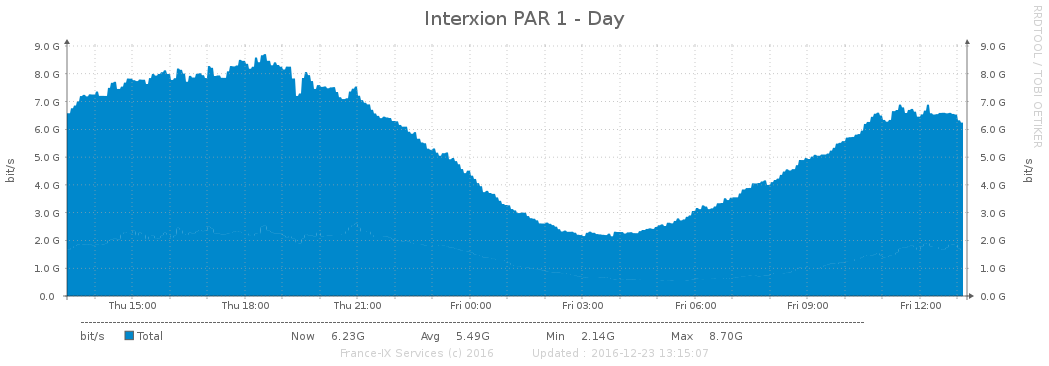 Interxion PAR 1 - Day
RRDTOOL / TOBI OETIKER
bit/s
9.0 G 9.0 G
8.0 G 8.0 G
7.0 G 7.0 G
6.0 G 6.0 G
5.0 G 5.0 G
4.0 G 4.0 G
3.0 G 3.0 G
2.0 G 2.0 G
1.0 G 1.0 G
0.0 0.0 G
bit/s
Thu 15:00 Thu 18:00 Thu 21:00 Fri 00:00 Fri 03:00 Fri 06:00 Fri 09:00 Fri 12:00
bit/s Total Now 6.23G Avg 5.49G Min 2.14G Max 8.70G
France-IX Services (c) 2016 Updated : 2016-12-23 13:15:07